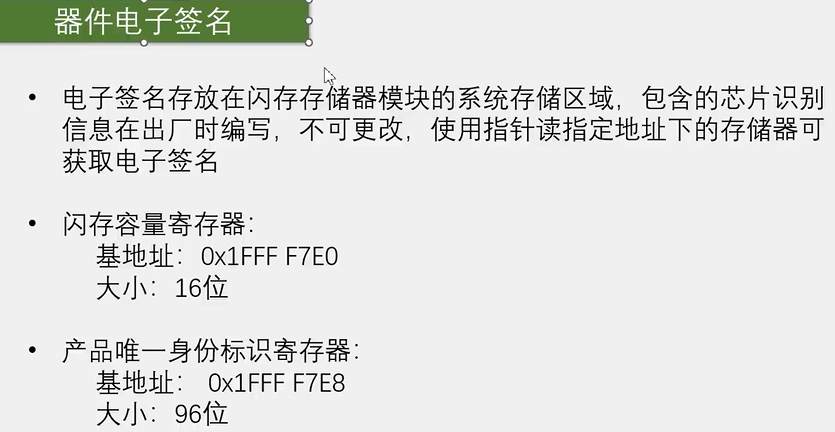 器件电子签名
• 电子签名存放在闪存存储器模块的系统存储区域，包含的芯片识别
信息在出厂时编写，不可更改，使用指针读指定地址下的存储器可
获取电子签名
• 闪存容量寄存器：
基地址：0x1FFF F7E0
大小：16位
• 产品唯一身份标识寄存器：
基地址： 0x1FFF F7E8
大小：96位